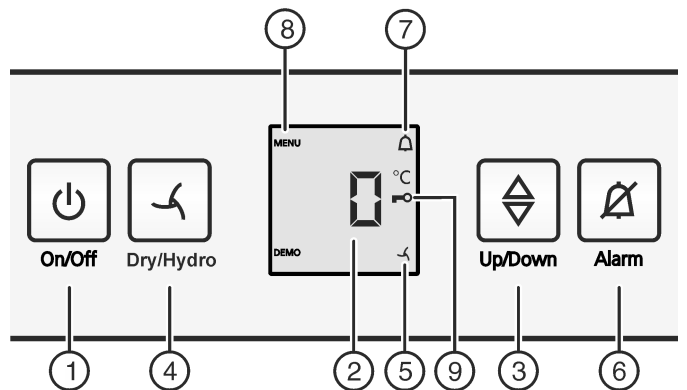 8 7
MENU
°C
0
DEMO
On/Off Dry/Hydro Up/Down Alarm
1 4 2 5 9 3 6